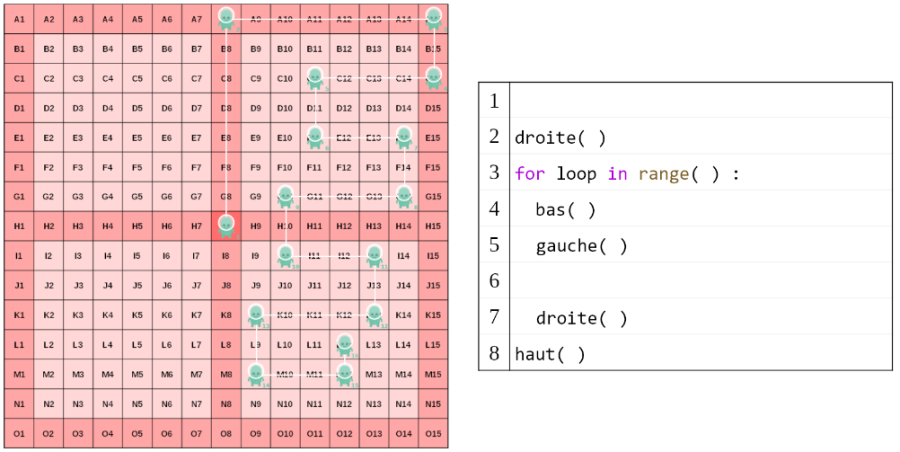 A1 A2 A3 A4 A5 A6 A7 A9 A10 A11 A12 A13 A14
B1 B2 B3 B4 B5 B6 B7 B8 B9 B10 B11 B12 B13 B14 B15
C1 C2 C3 C4 C5 C6 C7 C8 C9 C10 C12 C13 C14
D1 D2 D3 D4 D5 D6 D7 D8 D9 D10 D11 D12 D13 D14 D15
E1 E2 E3 E4 E5 E6 E7 E8 E9 E10 E12 E13 E15
F1 F2 F3 F4 F5 F6 F7 F8 F9 F10 F11 F12 F13 F14 F15
G1 G2 G3 G4 G5 G6 G7 G8 G9 G11 G12 G13 G15
H1 H2 H3 H4 H5 H6 H7 H9 H10 H11 H12 H13 H14 H15
I1 I2 I3 I4 I5 I6 I7 I8 I9 I11 I12 I14 I15
J1 J2 J3 J4 J5 J6 J7 J8 J9 J10 J11 J12 J13 J14 J15
K1 K2 K3 K4 K5 K6 K7 K8 K10 K11 K12 K14 K15
L1 L2 L3 L4 L5 L6 L7 L8 L9 L10 L11 L13 L14 L15
M1 M2 M3 M4 M5 M6 M7 M8 M10 M11 M13 M14 M15
N1 N2 N3 N4 N5 N6 N7 N8 N9 N10 N11 N12 N13 N14 N15
O1 O2 O3 O4 O5 O6 O7 O8 O9 O10 O11 O12 O13 O14 O15
1
2 droite( )
3 for loop in range( ) :
4 bas( )
5 gauche( )
6
7 droite( )
8 haut( )